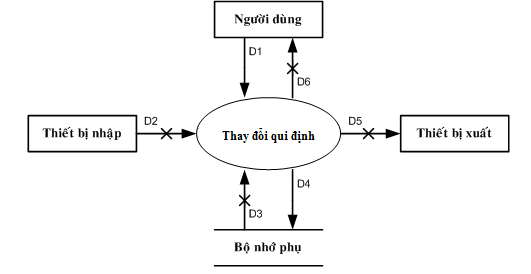 Người dùng
D1
D6
D2
D5
Thiết bị nhập
Thay đổi qui định
Thiết bị xuất
D4
D3
Bộ nhớ phụ